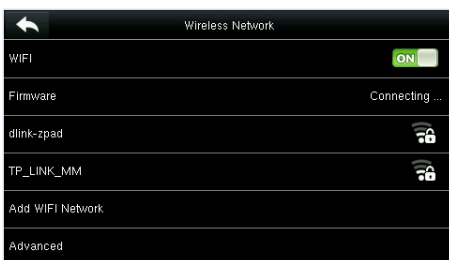 Wireless Network
WIFI ON
Firmware Connecting ...
dlink-zpad
TP_LINK_MM
Add WIFI Network
Advanced